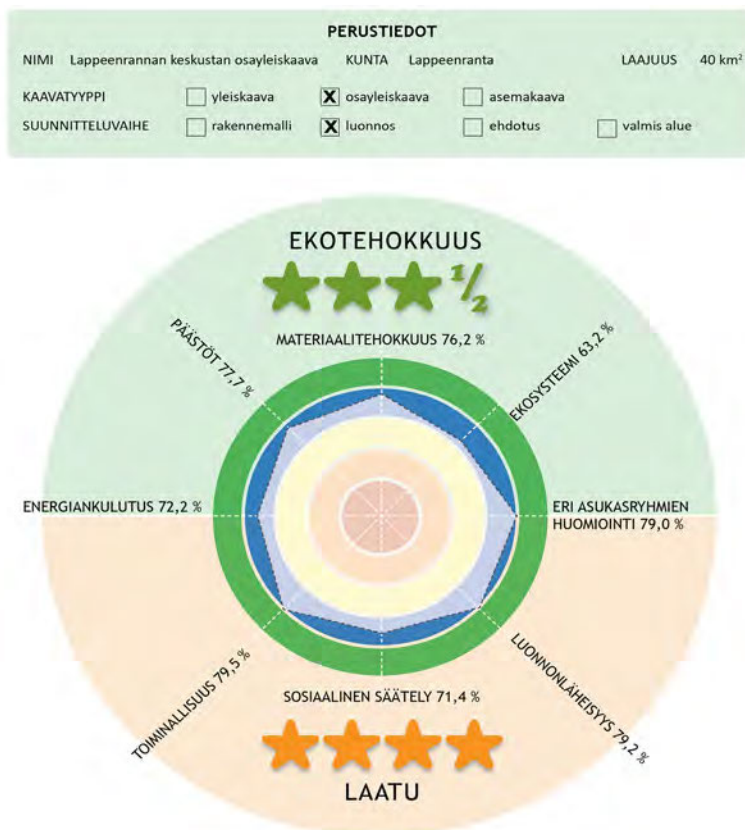 PERUSTIEDOT
NIMI Lappeenrannan keskustan osayleiskaava KUNTA Lappeenranta LAAJUUS 40 km²
KAAVATYYPPI yleiskaava X osayleiskaava asemakaava
SUUNNITTELUVAIHE rakennemalli X luonnos ehdotus valmis alue
EKOTEHOKKUUS
½
MATERIAALITEHOKKUUS 76,2 %
PÄÄSTÖT 77,7 %
EKOSYSTEEMI 63,2 %
ENERGIANKULUTUS 72,2 %
ERI ASUKASRYHMIEN
HUOMIOINTI 79,0 %
TOIMINALLISUUS 79,5 %
LUONNONLÄHEISYYS 79,2 %
SOSIAALINEN SÄÄTELY 71,4 %
LAATU